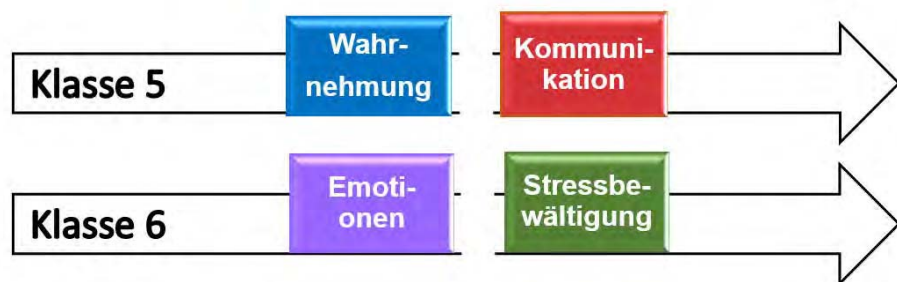 Klasse 5
Wahr-
nehmung
Kommuni-
kation
Klasse 6
Emoti-
onen
Stressbe-
wältigung